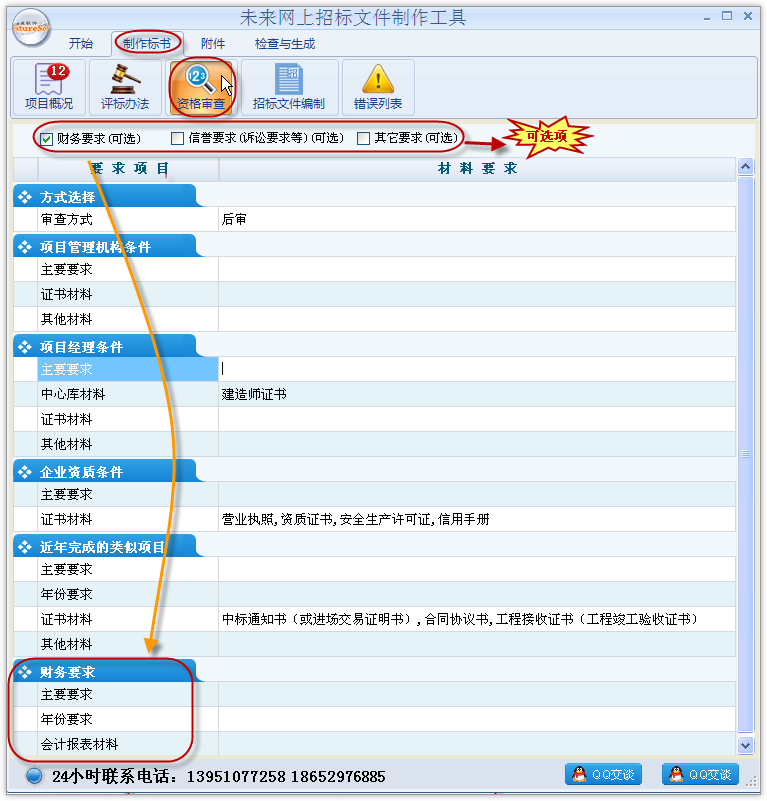 未来网上招标文件制作工具
未来软件
开始 制作标书 附件 检查与生成
12
123
项目概况 评标办法 资格审查 招标文件编制 错误列表
财务要求(可选) 信誉要求(诉讼要求等)(可选) 其它要求(可选) 可选项
要求项目 材料要求
方式选择
审查方式 后审
项目管理机构条件
主要要求
证书材料
其他材料
项目经理条件
主要要求
中心库材料 建造师证书
证书材料
其他材料
企业资质条件
主要要求
证书材料 营业执照,资质证书,安全生产许可证,信用手册
近年完成的类似项目
主要要求
年份要求
证书材料 中标通知书（或进场交易证明书）,合同协议书,工程接收证书（工程竣工验收证书）
其他材料
财务要求
主要要求
年份要求
会计报表材料
24小时联系电话：13951077258 18652976885 QQ交谈 QQ交谈